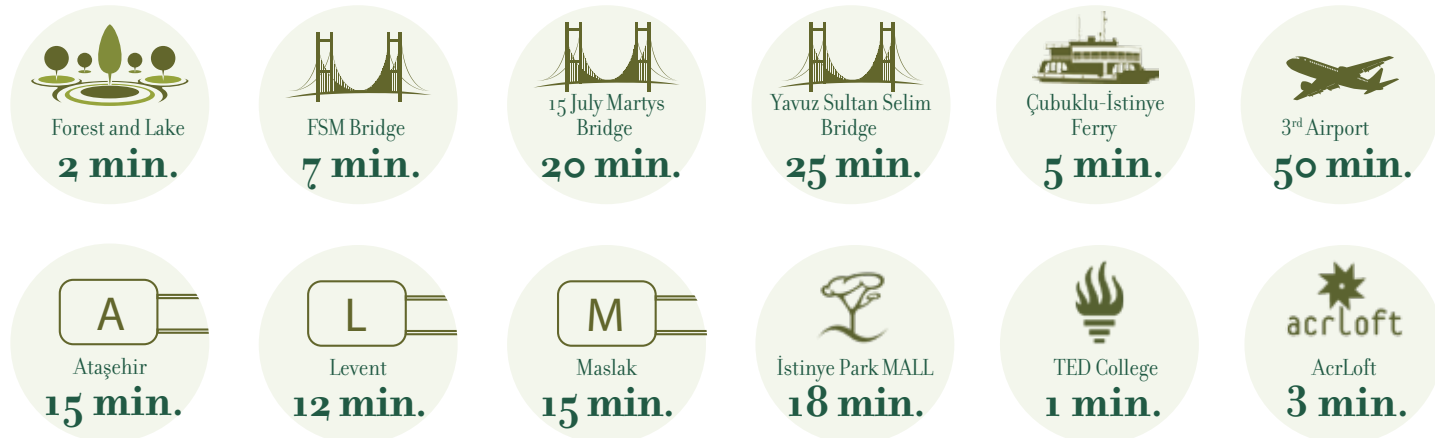 Forest and Lake
2 min.
FSM Bridge
7 min.
15 July Martys
Bridge
20 min.
Yavuz Sultan Selim
Bridge
25 min.
Çubuklu-İstinye
Ferry
5 min.
3rd Airport
50 min.
A
Ataşehir
15 min.
L
Levent
12 min.
M
Maslak
15 min.
İstinye Park MALL
18 min.
TED College
1 min.
acrloft
AcrLoft
3 min.